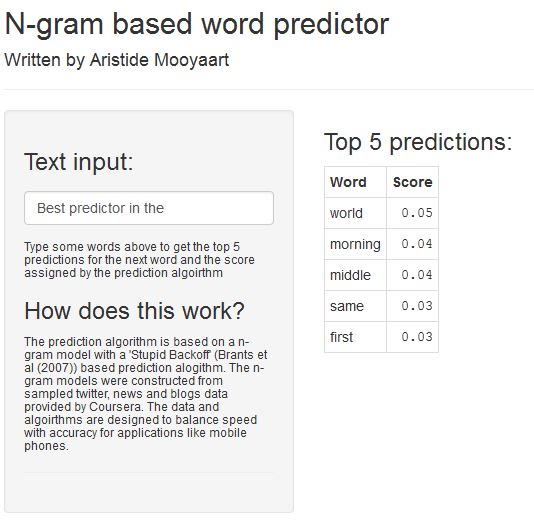 N-gram based word predictor
Written by Aristide Mooyaart
Text input:
Best predictor in the
Type some words above to get the top 5
predictions for the next word and the score
assigned by the prediction algoirthm
How does this work?
The prediction algorithm is based on a n-
gram model with a 'Stupid Backoff' (Brants et
al (2007)) based prediction alogithm. The n-
gram models were constructed from
sampled twitter, news and blogs data
provided by Coursera. The data and
algoirthms are designed to balance speed
with accuracy for applications like mobile
phones.
Top 5 predictions:
Word Score
world 0.05
morning 0.04
middle 0.04
same 0.03
first 0.03